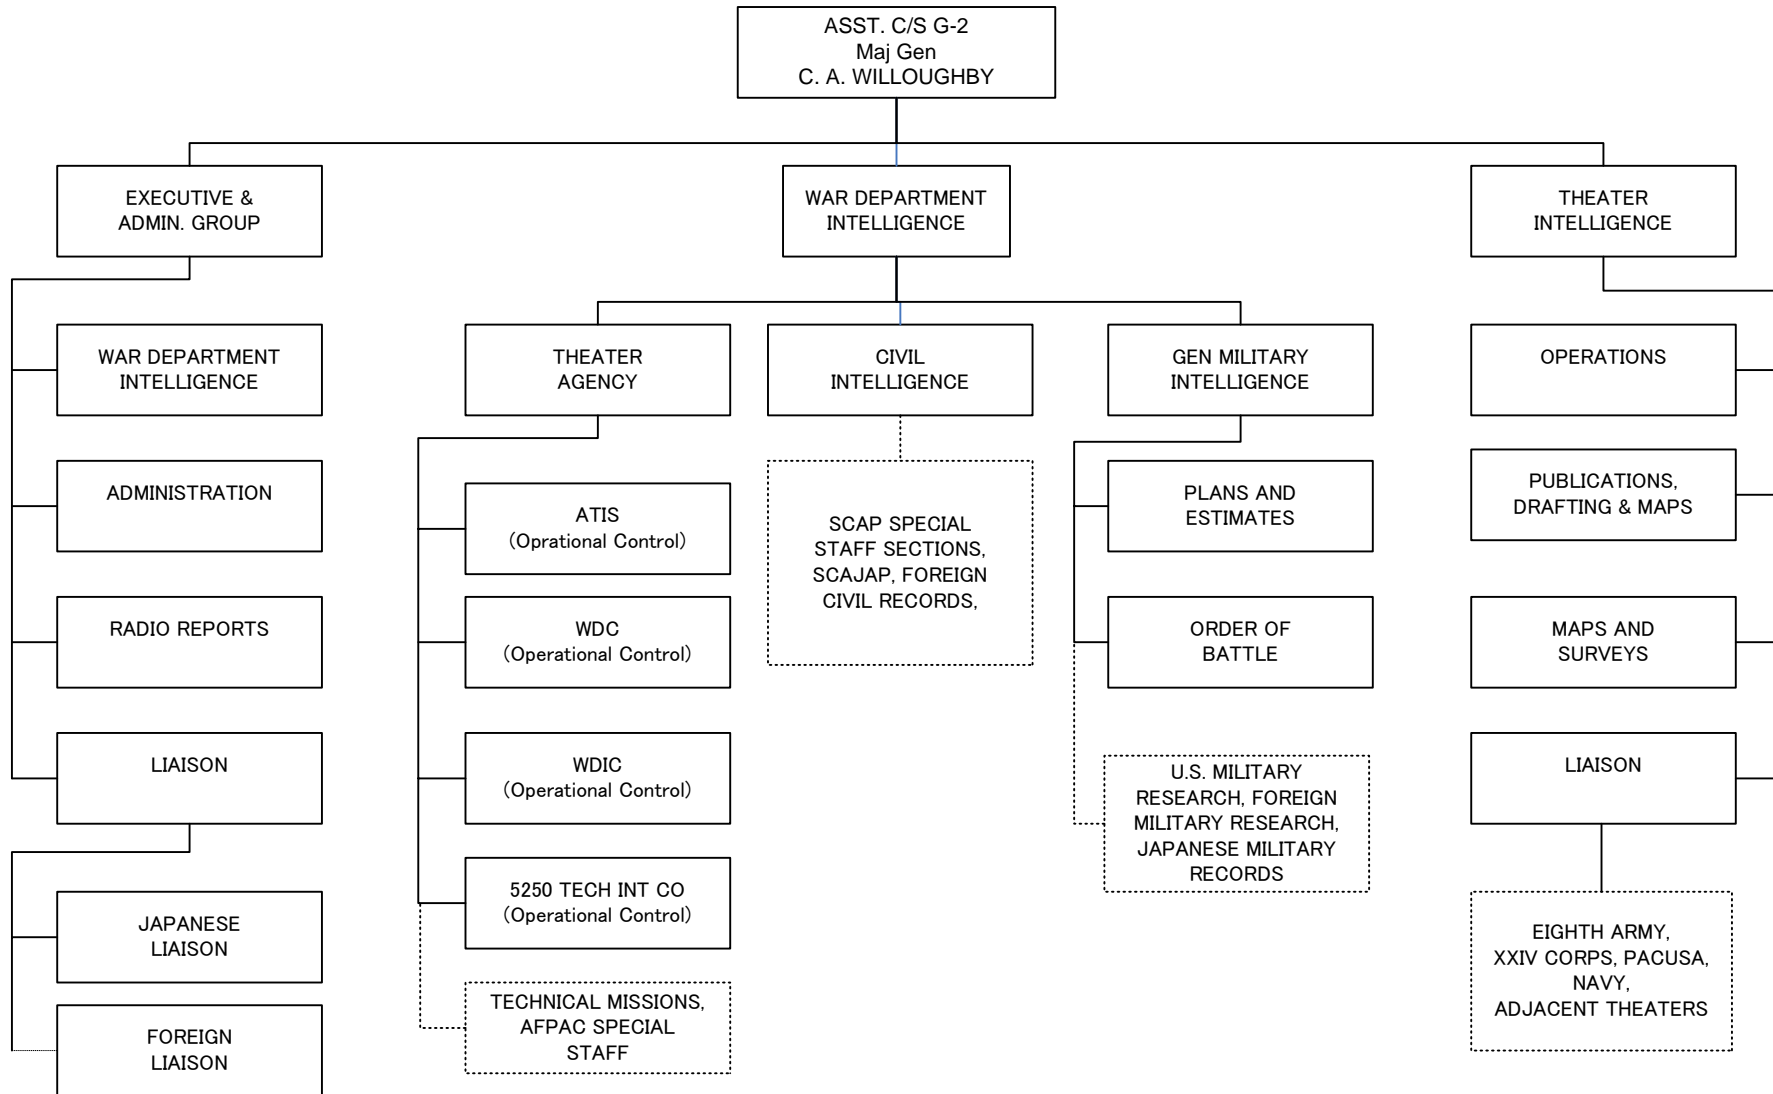 ASST. C/S G-2
Maj Gen
C. A. WILLOUGHBY
EXECUTIVE &
ADMIN. GROUP
WAR DEPARTMENT
INTELLIGENCE
THEATER
INTELLIGENCE
WAR DEPARTMENT
INTELLIGENCE
ADMINISTRATION
RADIO REPORTS
LIAISON
JAPANESE
LIAISON
FOREIGN
LIAISON
THEATER
AGENCY
ATIS
(Oprational Control)
WDC
(Operational Control)
WDIC
(Operational Control)
5250 TECH INT CO
(Operational Control)
TECHNICAL MISSIONS,
AFPAC SPECIAL
STAFF
CIVIL
INTELLIGENCE
SCAP SPECIAL
STAFF SECTIONS,
SCAJAP, FOREIGN
CIVIL RECORDS,
GEN MILITARY
INTELLIGENCE
PLANS AND
ESTIMATES
ORDER OF
BATTLE
U.S. MILITARY
RESEARCH, FOREIGN
MILITARY RESEARCH,
JAPANESE MILITARY
RECORDS
OPERATIONS
PUBLICATIONS,
DRAFTING & MAPS
MAPS AND
SURVEYS
LIAISON
EIGHTH ARMY,
XXIV CORPS, PACUSA,
NAVY,
ADJACENT THEATERS